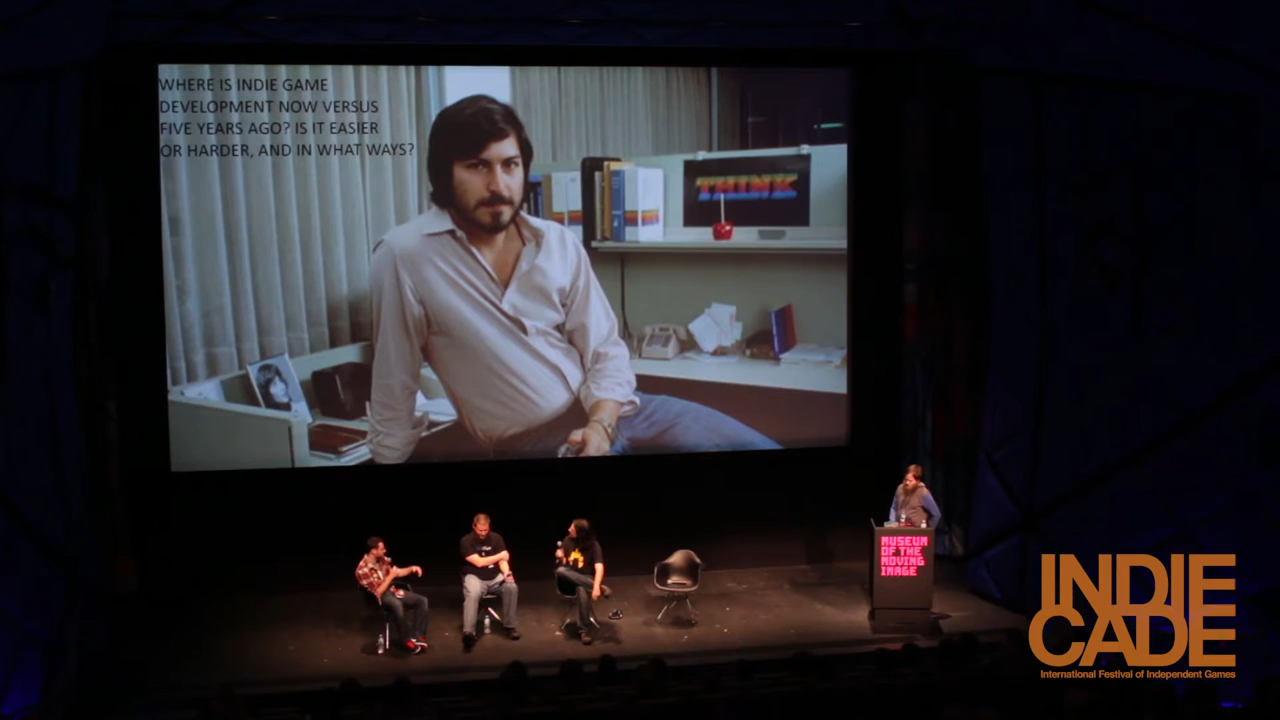 WHERE IS INDIE GAME
DEVELOPMENT NOW VERSUS
FIVE YEARS AGO? IS IT EASIER
OR HARDER, AND IN WHAT WAYS?
THINK
MUSEUM
OF THE
MOVING
IMAGE
INDIE
CADE
International Festival of Independent Games